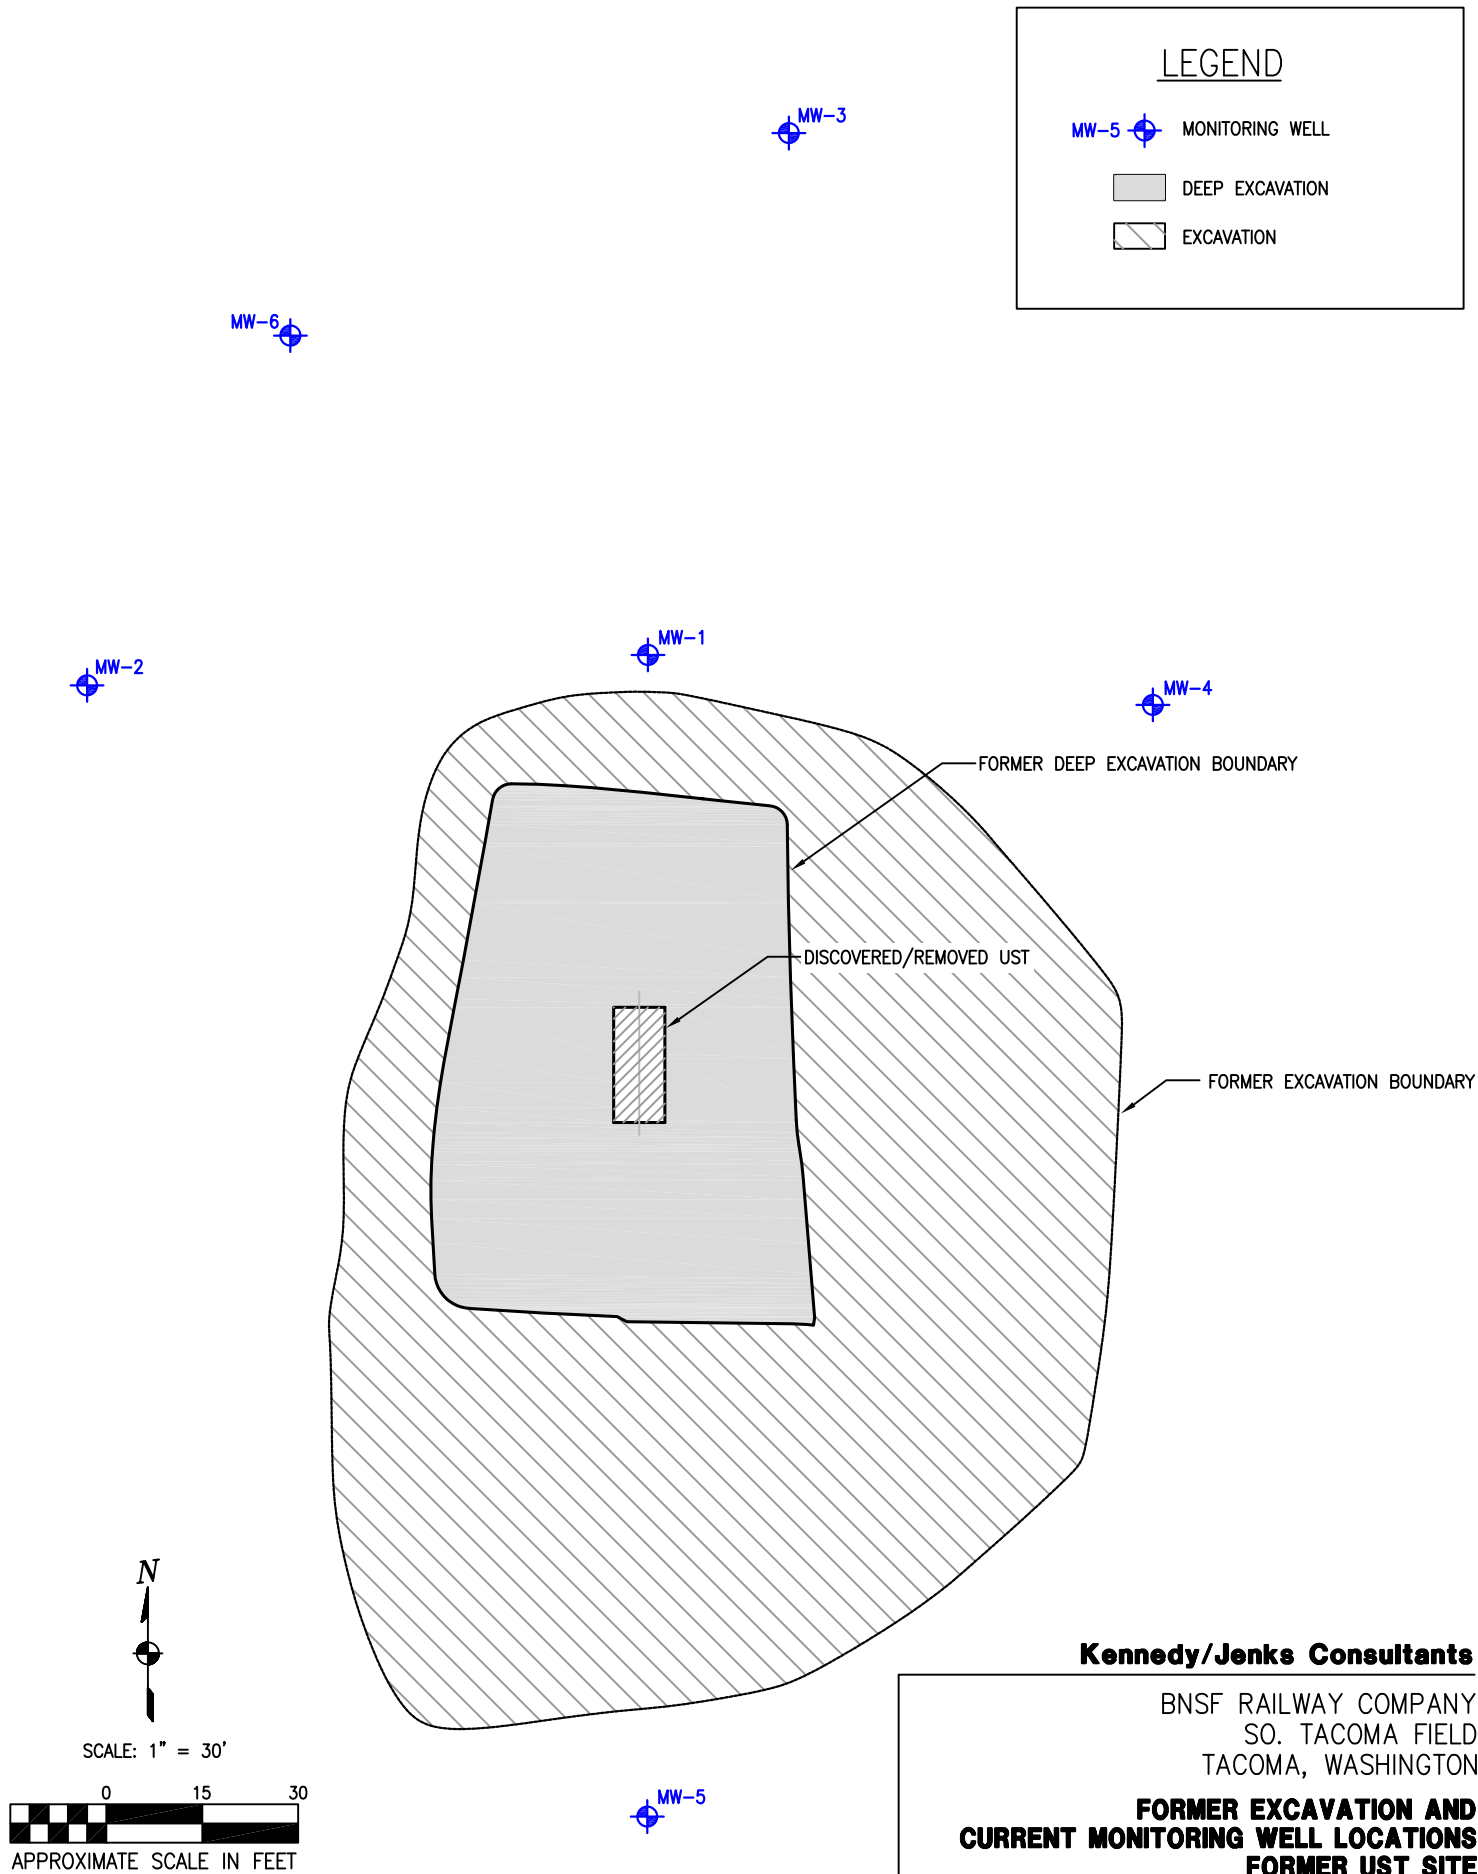 LEGEND
MW-5 MONITORING WELL
DEEP EXCAVATION
EXCAVATION
MW-3
MW-6
MW-1
MW-2
MW-4
FORMER DEEP EXCAVATION BOUNDARY
DISCOVERED/REMOVED UST
FORMER EXCAVATION BOUNDARY
N
SCALE: 1" = 30'
0 15 30
APPROXIMATE SCALE IN FEET
MW-5
Kennedy/Jenks Consultants
BNSF RAILWAY COMPANY
SO. TACOMA FIELD
TACOMA, WASHINGTON
FORMER EXCAVATION AND
CURRENT MONITORING WELL LOCATIONS
FORMER UST SITE